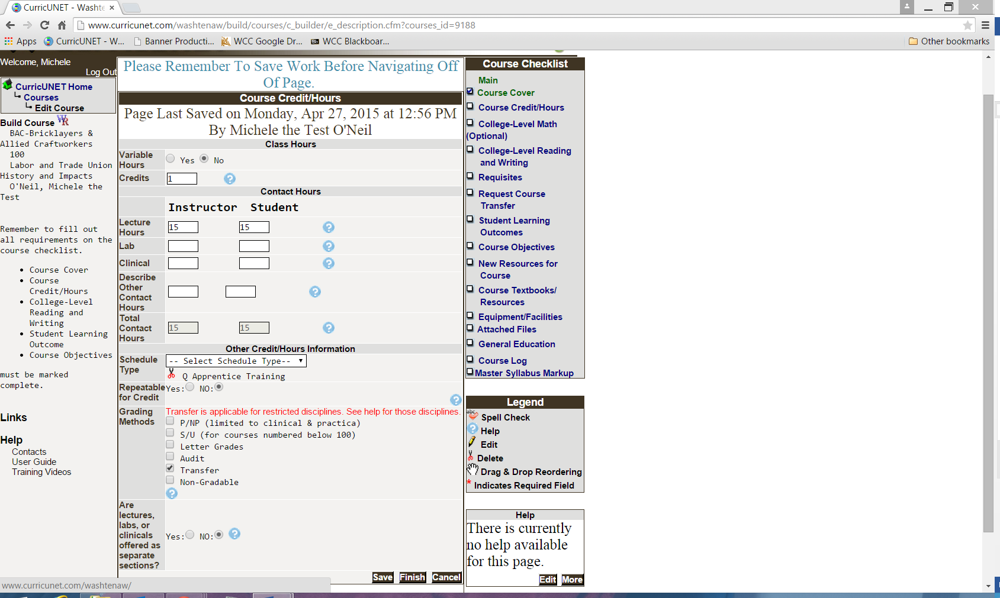 CurricUNET - Washte
www.curricunet.com/washtenaw/build/courses/c_builder/e_description.cfm?courses_id=9188
Apps CurricUNET - W... Banner Producti... WCC Google Dr... WCC Blackboar... Other bookmarks
Welcome, Michele
Log Out
CurricUNET Home
Courses
Edit Course
Build Course
BAC-Bricklayers &
Allied Craftworkers
100
Labor and Trade Union
History and Impacts
O'Neil, Michele the
Test
Remember to fill out
all requirements on the
course checklist.
Course Cover
Course
Credit/Hours
College-Level
Reading and
Writing
Student Learning
Outcome
Course Objectives
must be marked
complete.
Links
Help
Contacts
User Guide
Training Videos
Please Remember To Save Work Before Navigating Off
Of Page.
Course Credit/Hours
Page Last Saved on Monday, Apr 27, 2015 at 12:56 PM
By Michele the Test O'Neil
Class Hours
Variable
Hours
Yes No
Credits 1
Contact Hours
Instructor Student
Lecture
Hours
15 15
Lab
Clinical
Describe
Other
Contact
Hours
Total
Contact
Hours
15 15
Other Credit/Hours Information
Schedule
Type
-- Select Schedule Type--
Q Apprentice Training
Repeatable
for Credit
Yes: NO:
Grading
Methods
Transfer is applicable for restricted disciplines. See help for those disciplines.
P/NP (limited to clinical & practica)
S/U (for courses numbered below 100)
Letter Grades
Audit
Transfer
Non-Gradable
Are
lectures,
labs, or
clinicals
offered as
separate
sections?
Yes: NO:
Save Finish Cancel
Course Checklist
Main
Course Cover
Course Credit/Hours
College-Level Math
(Optional)
College-Level Reading
and Writing
Requisites
Request Course
Transfer
Student Learning
Outcomes
Course Objectives
New Resources for
Course
Course Textbooks/
Resources
Equipment/Facilities
Attached Files
General Education
Course Log
Master Syllabus Markup
Legend
abc
Spell Check
Help
Edit
Delete
Drag & Drop Reordering
* Indicates Required Field
Help
There is currently
no help available
for this page.
Edit More
www.curricunet.com/washtenaw/